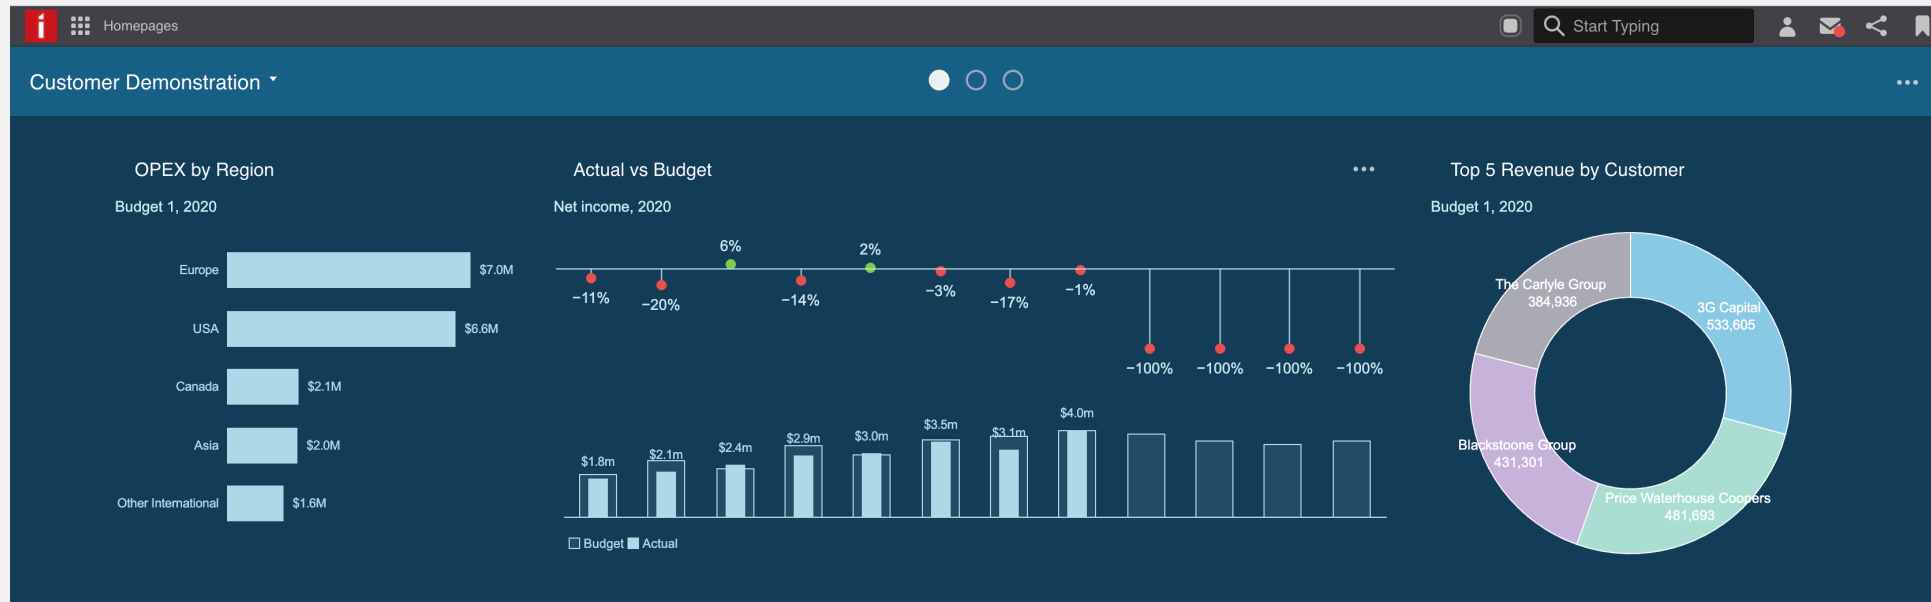 i
Homepages
Start Typing
Customer Demonstration
OPEX by Region
Budget 1, 2020
Europe
$7.0M
USA
$6.6M
Canada
$2.1M
Asia
$2.0M
Other International
$1.6M
Actual vs Budget
Net income, 2020
6%
2%
−11%
−20%
−14%
−3%
−17%
−1%
−100%
−100%
−100%
−100%
$1.8m
$2.1m
$2.4m
$2.9m
$3.0m
$3.5m
$3.1m
$4.0m
Budget
Actual
Top 5 Revenue by Customer
Budget 1, 2020
The Carlyle Group
384,936
3G Capital
533,605
Blackstoone Group
431,301
Price Waterhouse Coopers
481,693